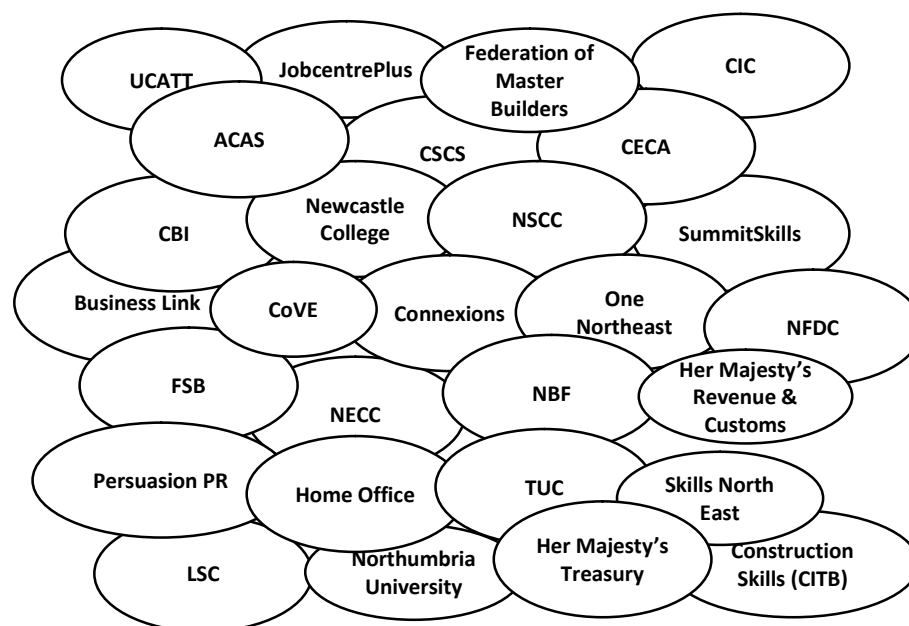 UCATT
JobcentrePlus
Federation of
Master
Builders
CIC
ACAS
CSCS
CECA
CBI
Newcastle
College
NSCC
SummitSkills
Business Link
CoVE
Connexions
One
Northeast
NFDC
FSB
NECC
NBF
Her Majesty’s
Revenue &
Customs
Persuasion PR
Home Office
TUC
Skills North
East
LSC
Northumbria
University
Her Majesty’s
Treasury
Construction
Skills (CITB)